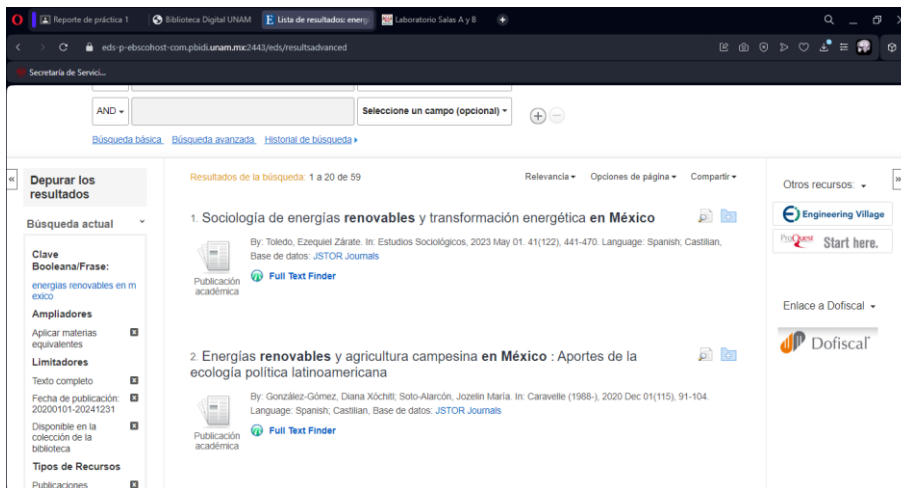 Reporte de práctica 1
Biblioteca Digital UNAM
Lista de resultados: energ
Laboratorio Salas A y B
eds-p-ebscohost-com.pbidi.unam.mx:2443/eds/resultsadvanced
Secretaría de Servici...
AND
Seleccione un campo (opcional)
Búsqueda básica Búsqueda avanzada Historial de búsqueda
Depurar los
resultados
Búsqueda actual
Clave
Booleana/Frase:
energias renovables en m
exico
Ampliadores
Aplicar materias
equivalentes
Limitadores
Texto completo
Fecha de publicación:
20200101-20241231
Disponible en la
colección de la
biblioteca
Tipos de Recursos
Publicaciones
Resultados de la búsqueda: 1 a 20 de 59
Relevancia Opciones de página Compartir
1. Sociología de energías renovables y transformación energética en México
By: Toledo, Ezequiel Zárate. In: Estudios Sociológicos, 2023 May 01. 41(122), 441-470. Language: Spanish; Castilian,
Base de datos: JSTOR Journals
Full Text Finder
Publicación
académica
2. Energías renovables y agricultura campesina en México : Aportes de la
ecología política latinoamericana
By: González-Gómez, Diana Xóchitl; Soto-Alarcón, Jozelin María. In: Caravelle (1988-), 2020 Dec 01(115), 91-104.
Language: Spanish; Castilian, Base de datos: JSTOR Journals
Full Text Finder
Publicación
académica
Otros recursos:
Engineering Village
ProQuest Start here.
Enlace a Dofiscal
Dofiscal